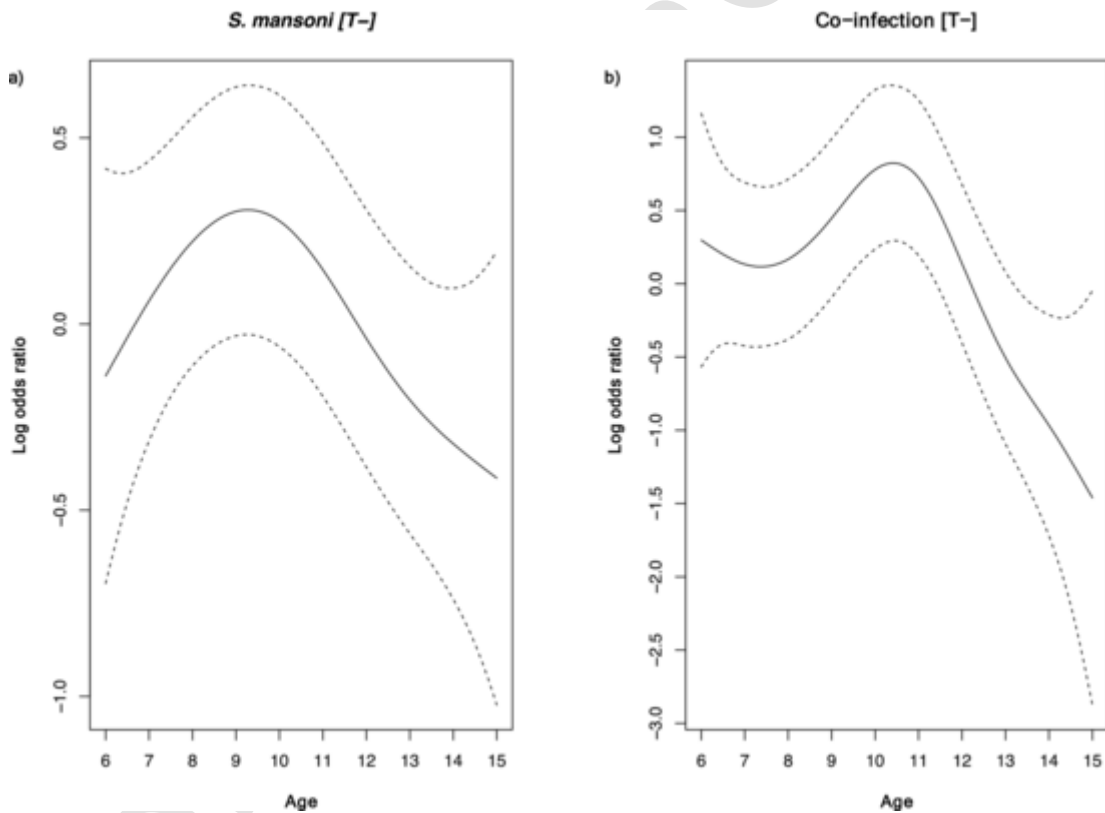 S. mansoni [T–]
a)
0.5
0.0
−0.5
−1.0
Log odds ratio
6 7 8 9 10 11 12 13 14 15
Age
Co−infection [T−]
b)
1.0
0.5
0.0
−0.5
−1.0
−1.5
−2.0
−2.5
−3.0
Log odds ratio
6 7 8 9 10 11 12 13 14 15
Age